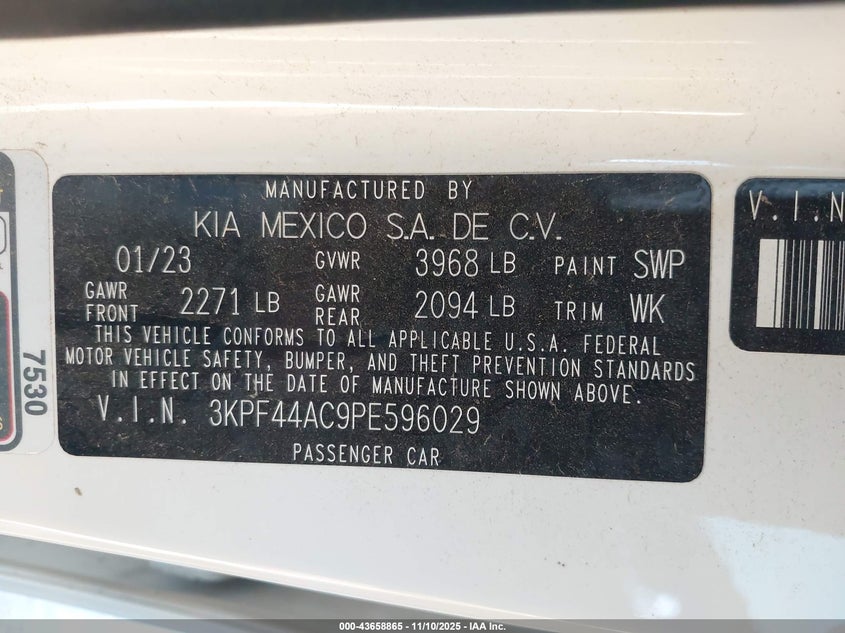 MANUFACTURED BY
KIA MEXICO S.A. DE C.V.
01/23 GVWR 3968 LB PAINT SWP
GAWR FRONT 2271 LB GAWR REAR 2094 LB TRIM WK
THIS VEHICLE CONFORMS TO ALL APPLICABLE U.S.A. FEDERAL
MOTOR VEHICLE SAFETY, BUMPER, AND THEFT PREVENTION STANDARDS
IN EFFECT ON THE DATE OF MANUFACTURE SHOWN ABOVE.
V.I.N. 3KPF44AC9PE596029
PASSENGER CAR
7530
V.I.N
000-43658865 - 11/10/2025 - IAA Inc.